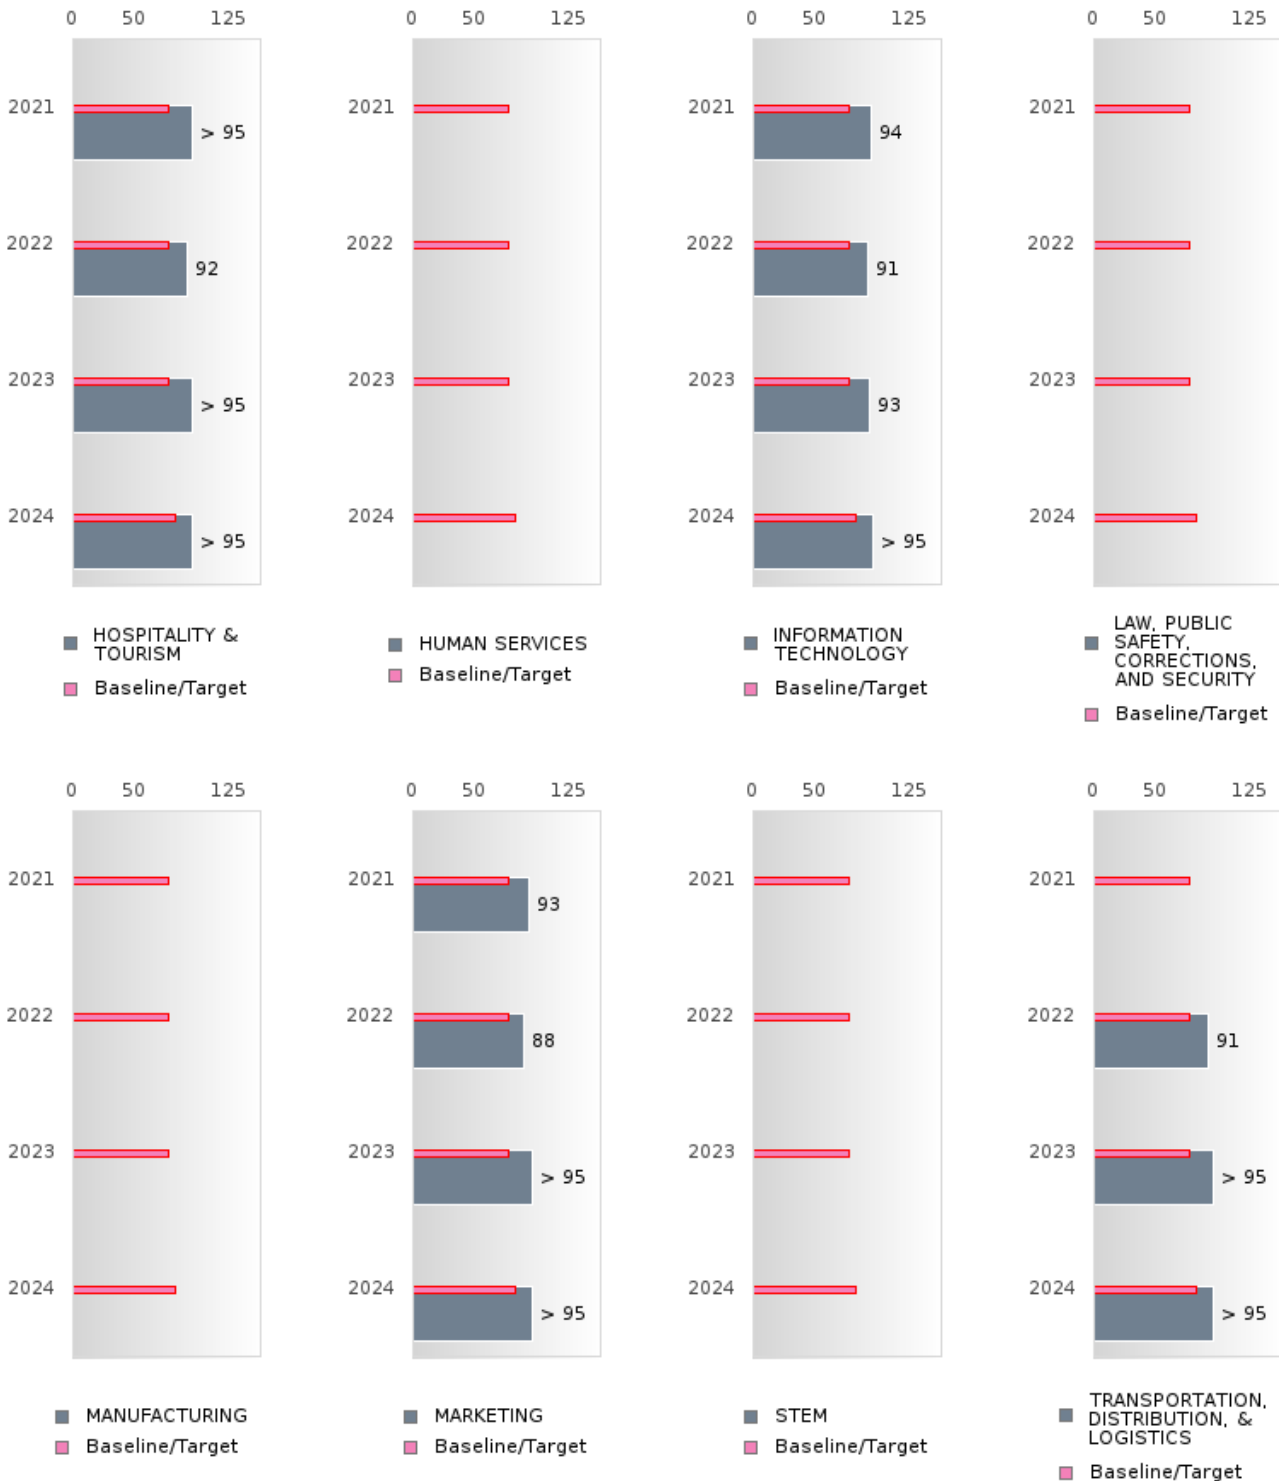 0 50 125 0 50 125 0 50 125 0 50 125
2021 > 95 2021 2021 94 2021
2022 92 2022 2022 91 2022
2023 > 95 2023 2023 93 2023
2024 > 95 2024 2024 > 95 2024
HOSPITALITY &
TOURISM
Baseline/Target
HUMAN SERVICES
Baseline/Target
INFORMATION
TECHNOLOGY
Baseline/Target
LAW, PUBLIC
SAFETY,
CORRECTIONS,
AND SECURITY
Baseline/Target
0 50 125 0 50 125 0 50 125 0 50 125
2021 2021 93 2021 2021
2022 2022 88 2022 2022 91
2023 2023 > 95 2023 2023 > 95
2024 2024 > 95 2024 2024 > 95
MANUFACTURING
Baseline/Target
MARKETING
Baseline/Target
STEM
Baseline/Target
TRANSPORTATION,
DISTRIBUTION, &
LOGISTICS
Baseline/Target